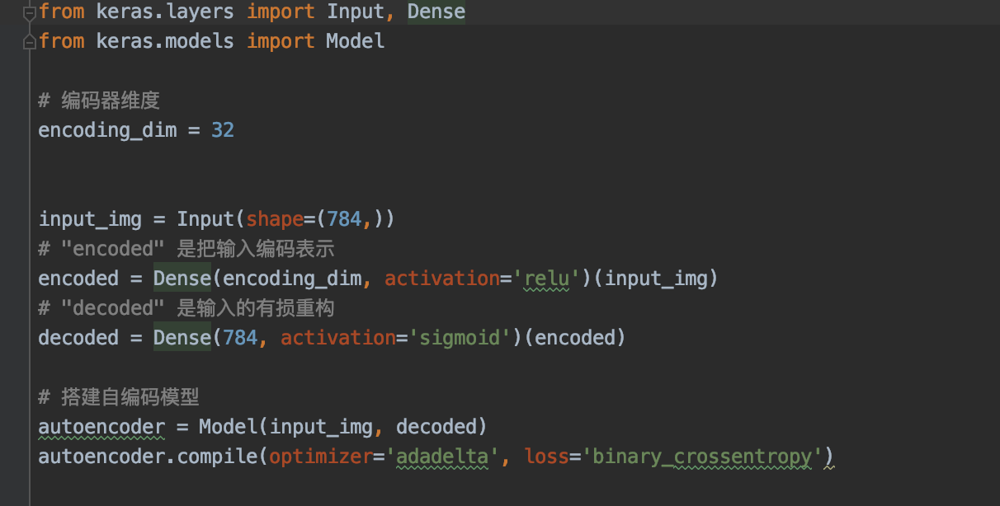 from keras.layers import Input, Dense
from keras.models import Model
# 编码器维度
encoding_dim = 32
input_img = Input(shape=(784,))
# "encoded" 是把输入编码表示
encoded = Dense(encoding_dim, activation='relu')(input_img)
# "decoded" 是输入的有损重构
decoded = Dense(784, activation='sigmoid')(encoded)
# 搭建自编码模型
autoencoder = Model(input_img, decoded)
autoencoder.compile(optimizer='adadelta', loss='binary_crossentropy')